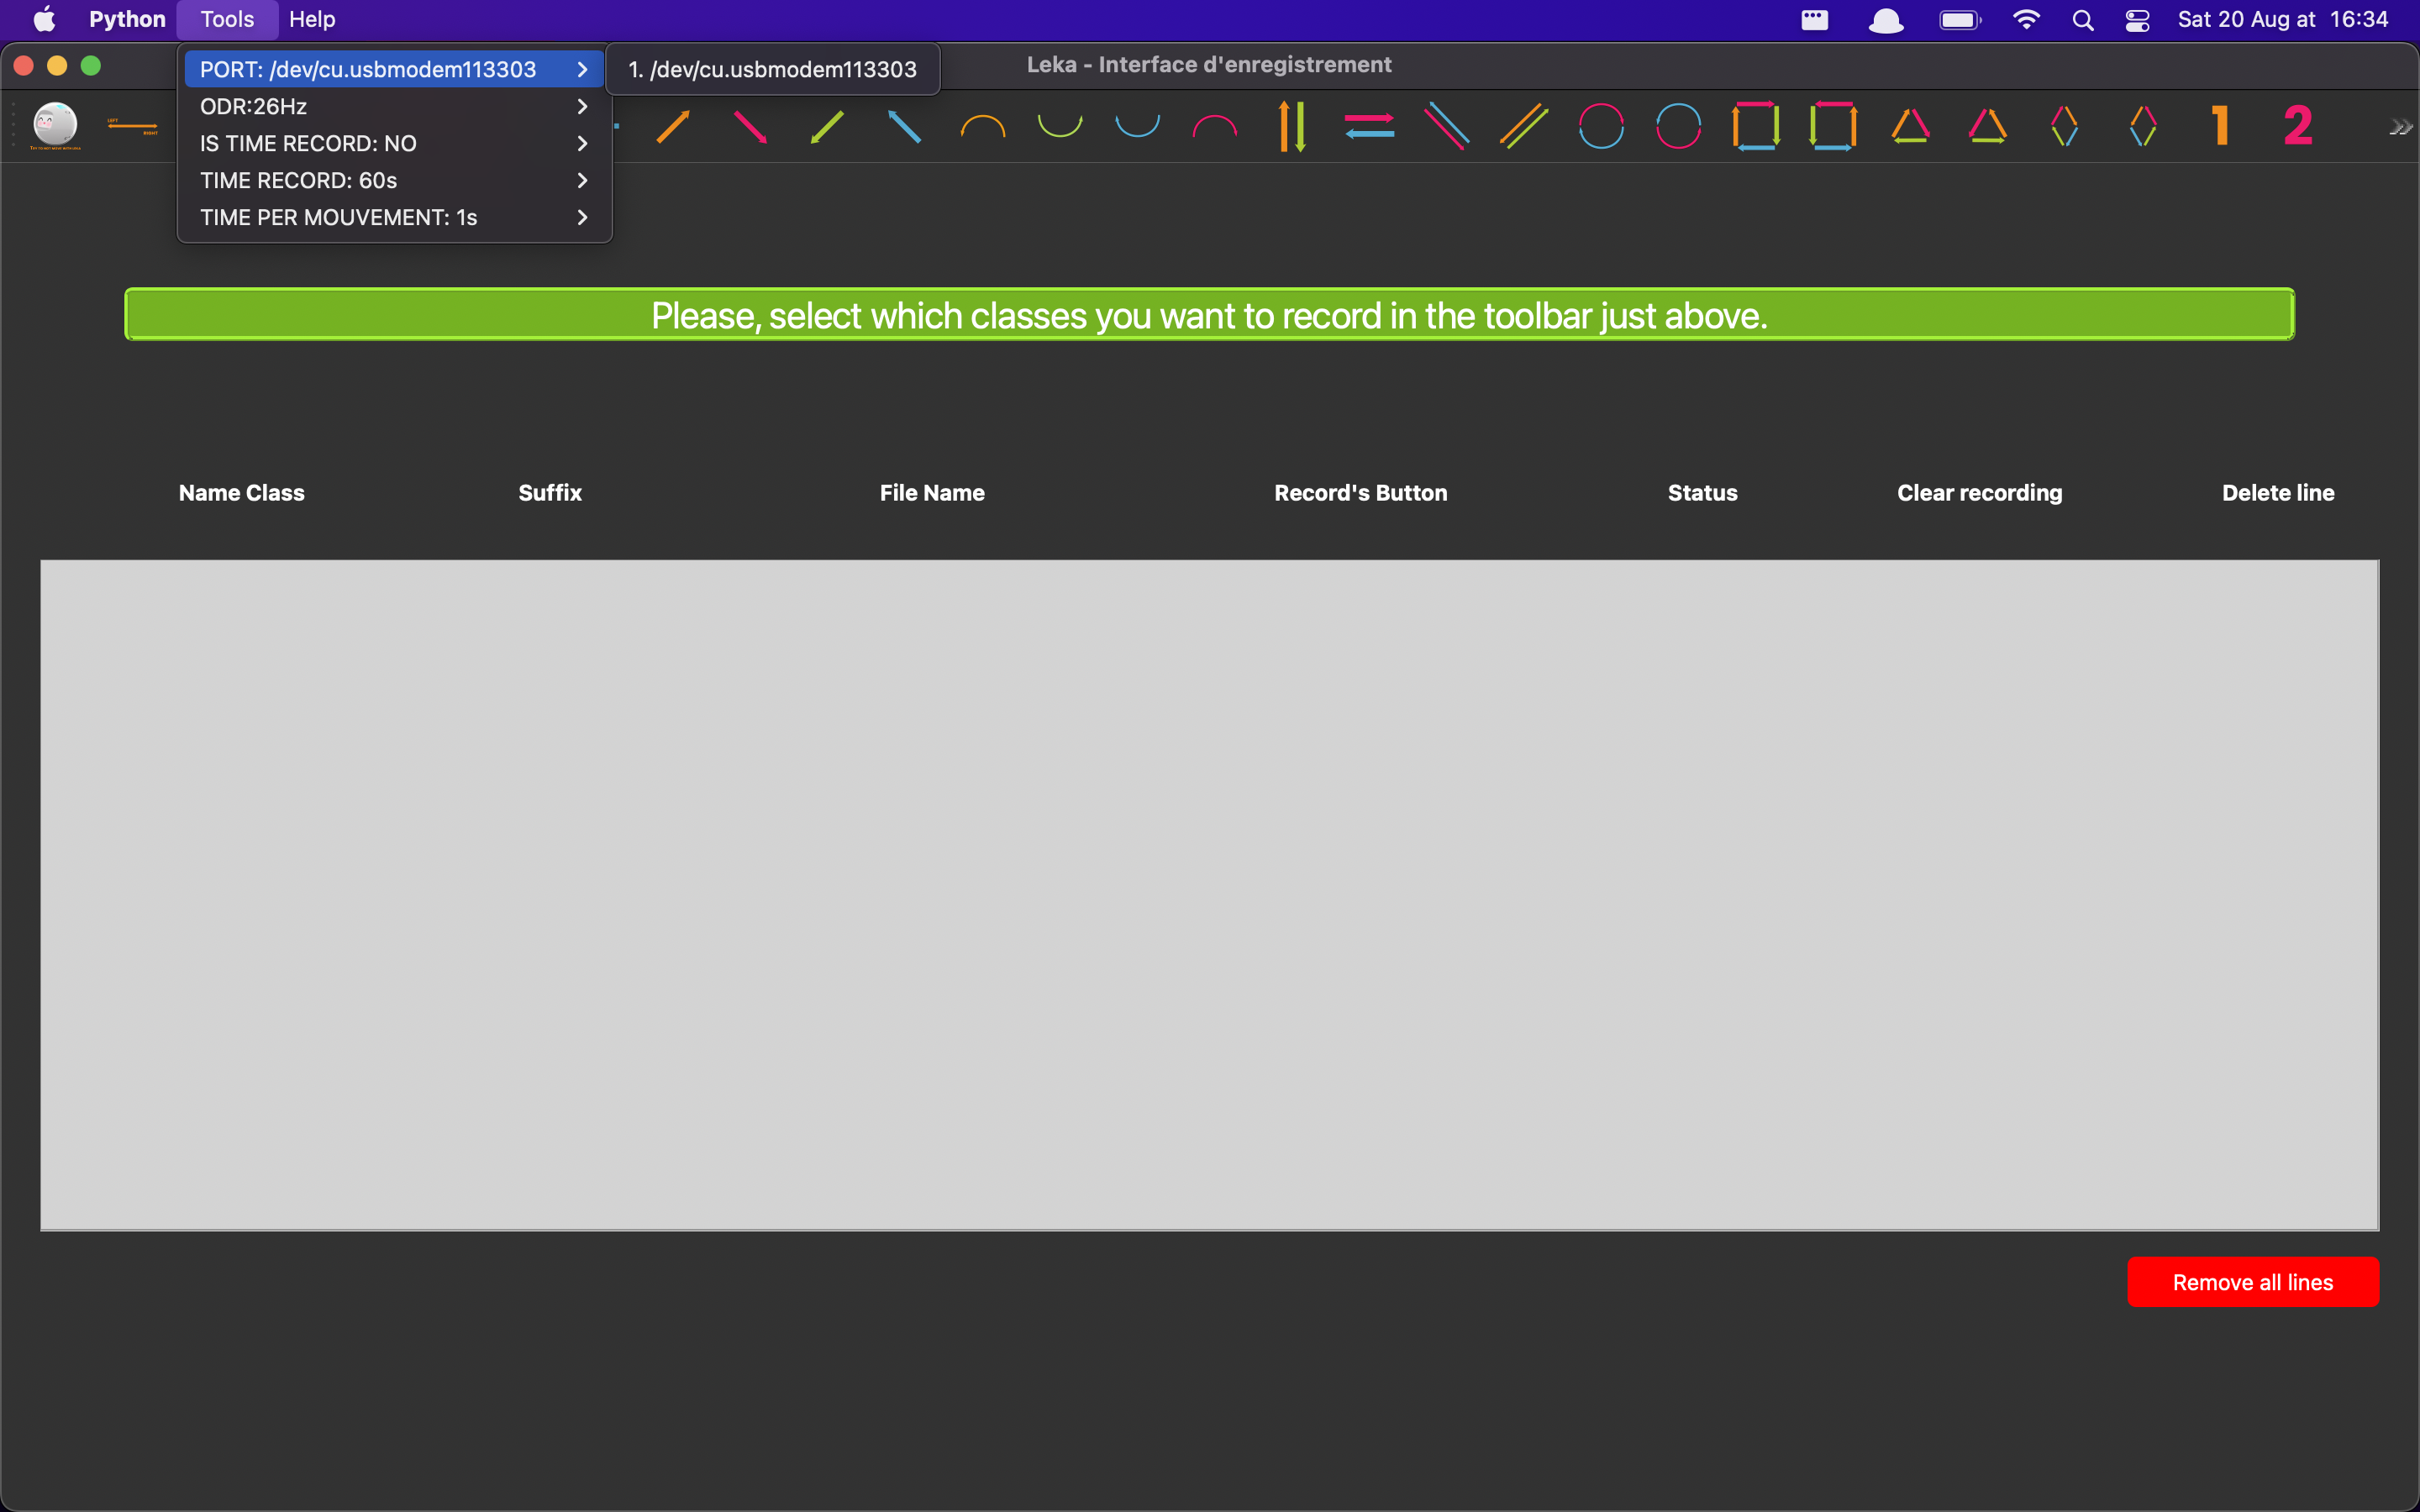 Python Tools Help Sat 20 Aug at 16:34
Leka - Interface d'enregistrement
PORT: /dev/cu.usbmodem113303
1. /dev/cu.usbmodem113303
ODR:26Hz
IS TIME RECORD: NO
TIME RECORD: 60s
TIME PER MOUVEMENT: 1s
LEFT
RIGHT
1
2
Please, select which classes you want to record in the toolbar just above.
Name Class Suffix File Name Record's Button Status Clear recording Delete line
Remove all lines